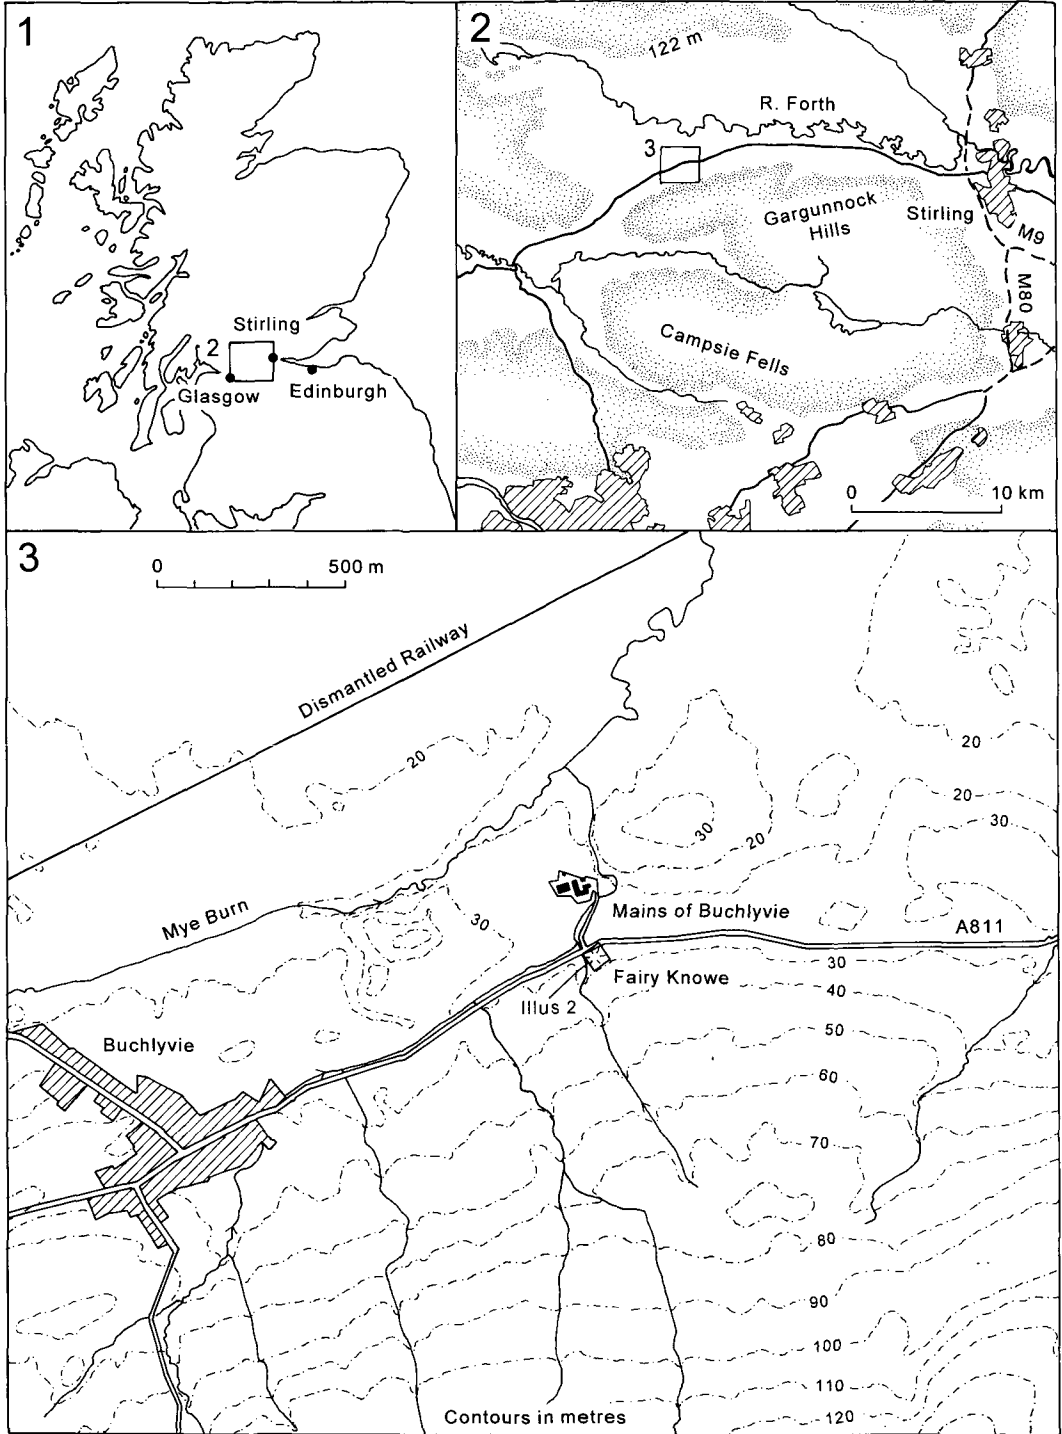 1
Stirling
2
Glasgow
Edinburgh
2
122 m
R. Forth
3
Gargunnock
Hills
Stirling
M9
M80
Campsie Fells
0 10 km
3
0 500 m
Dismantled Railway
20
20
20
30
30
20
Mye Burn
30
Mains of Buchlyvie
A811
30
Fairy Knowe
40
Illus 2
50
Buchlyvie
60
70
80
90
100
110
Contours in metres
120